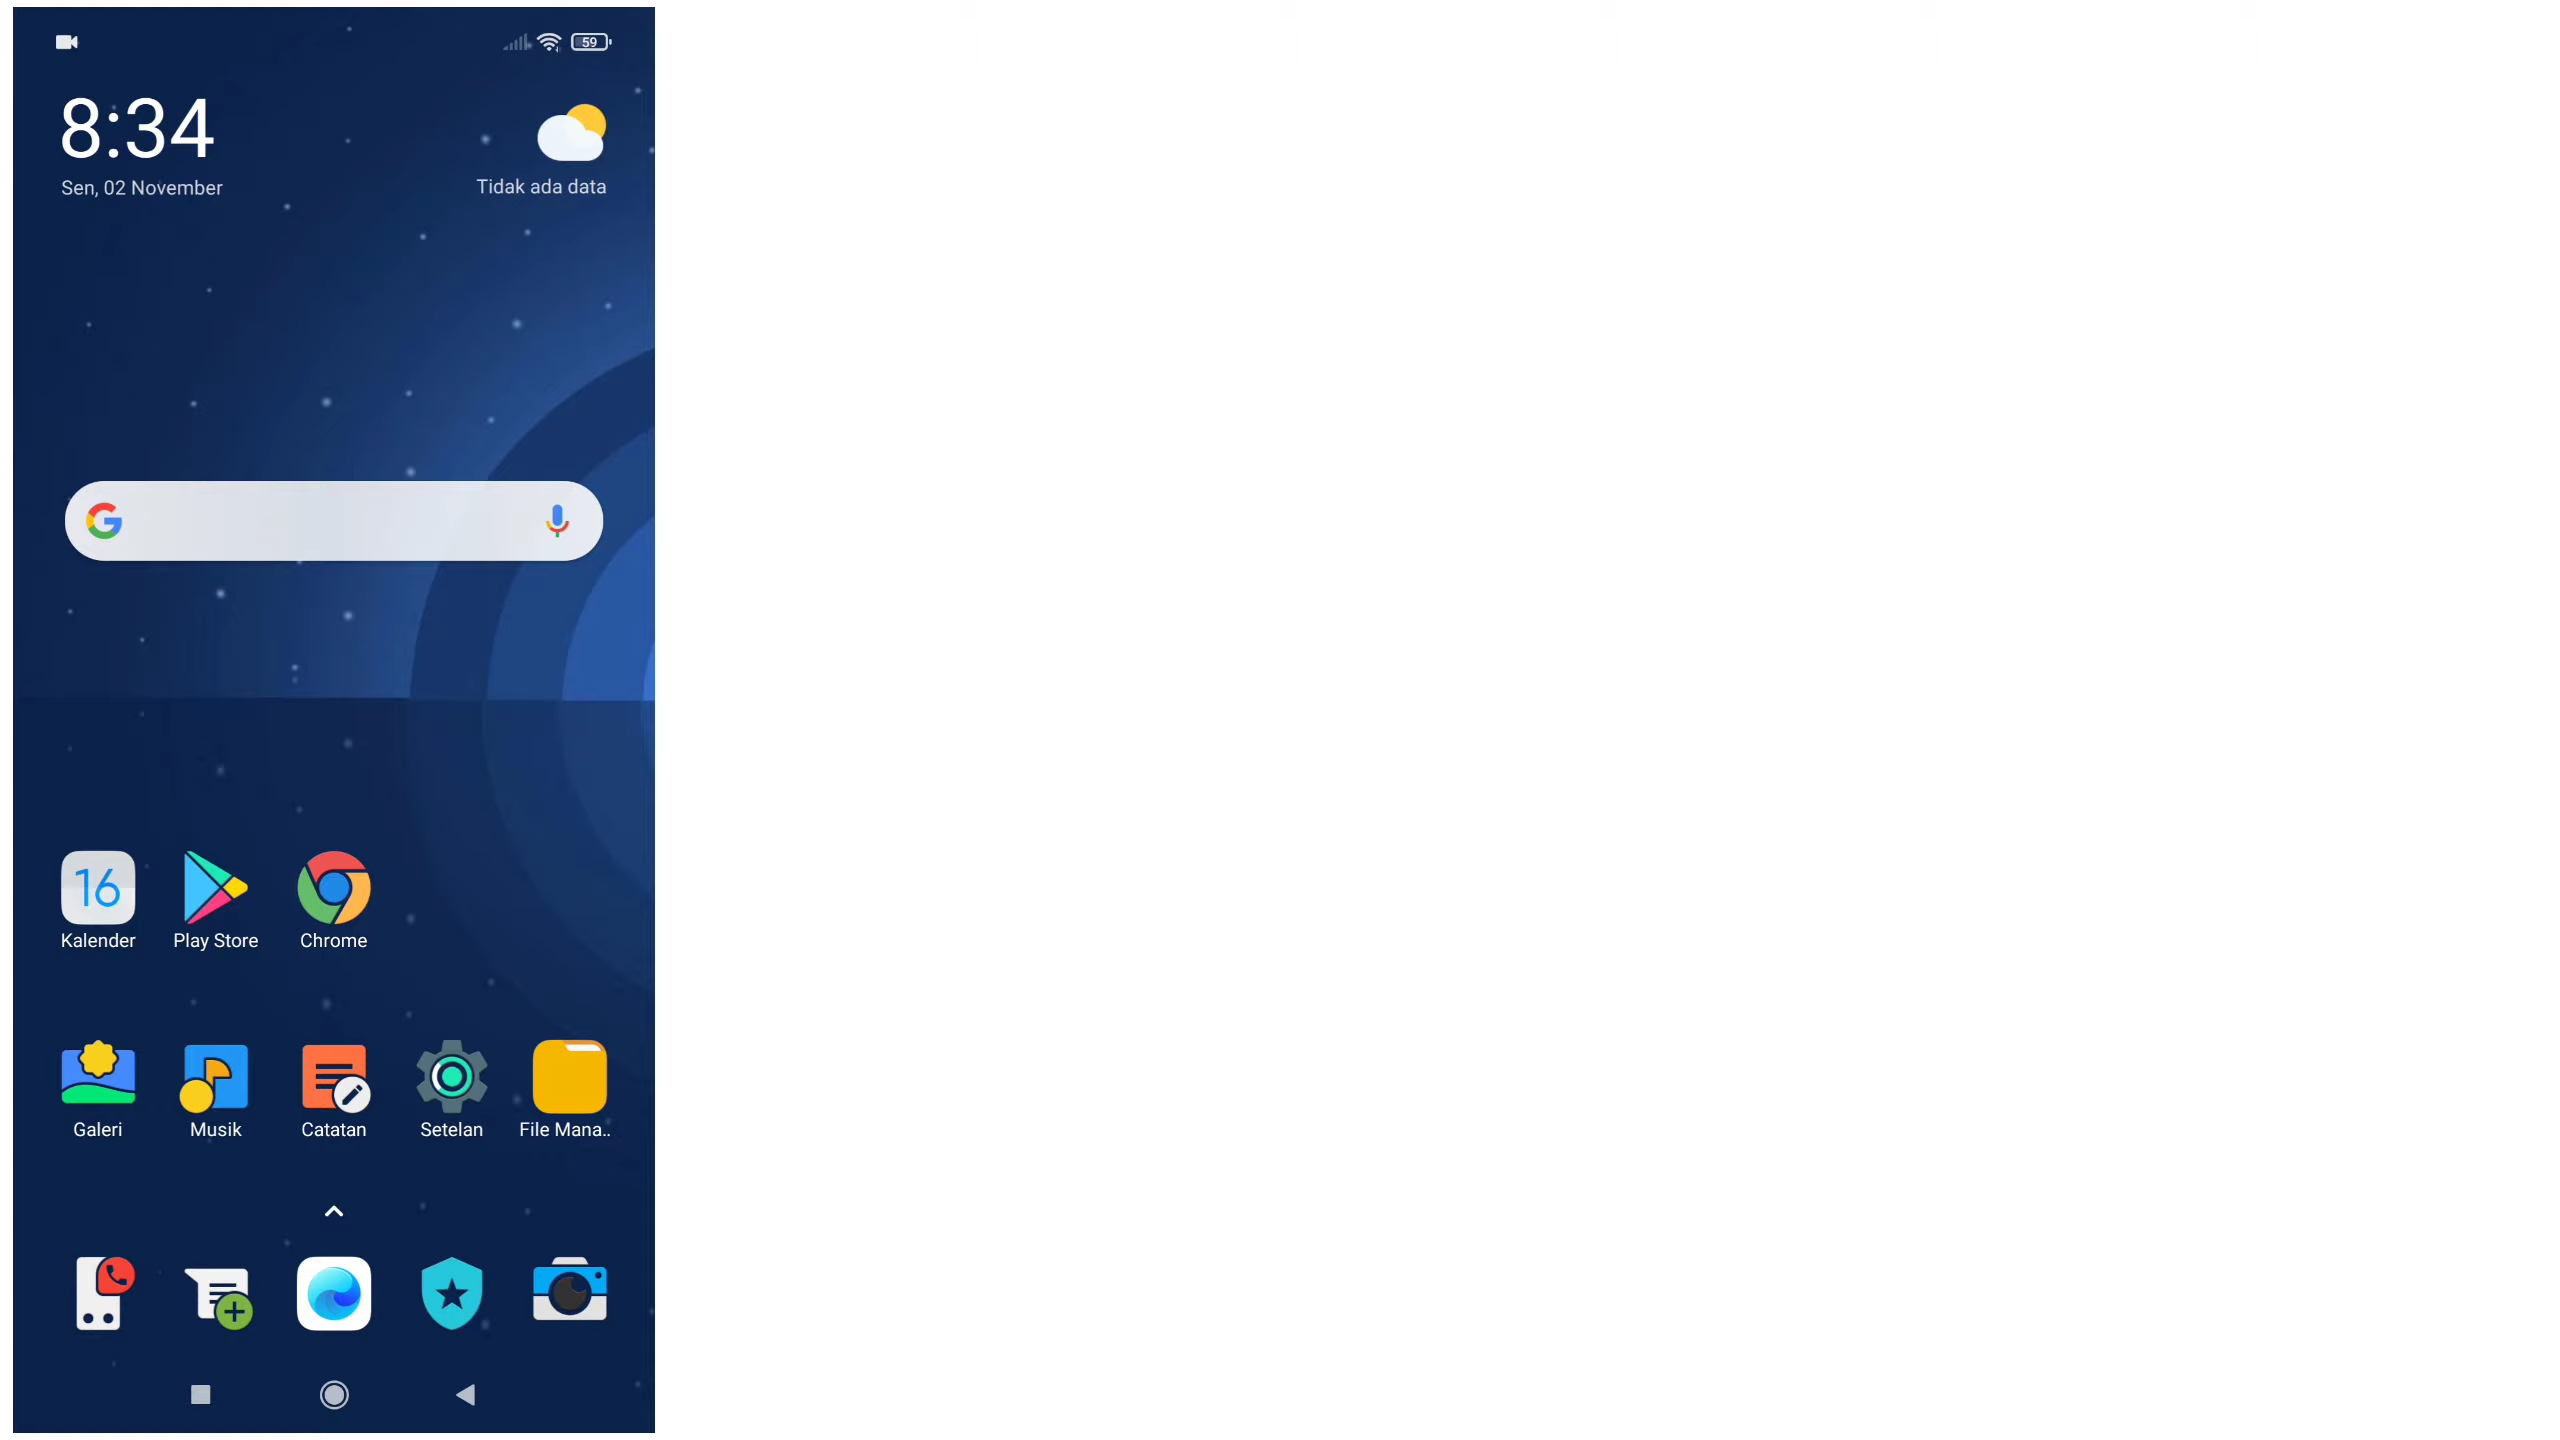 59
8:34
Sen, 02 November
Tidak ada data
16
Kalender
Play Store
Chrome
Galeri
Musik
Catatan
Setelan
File Mana..